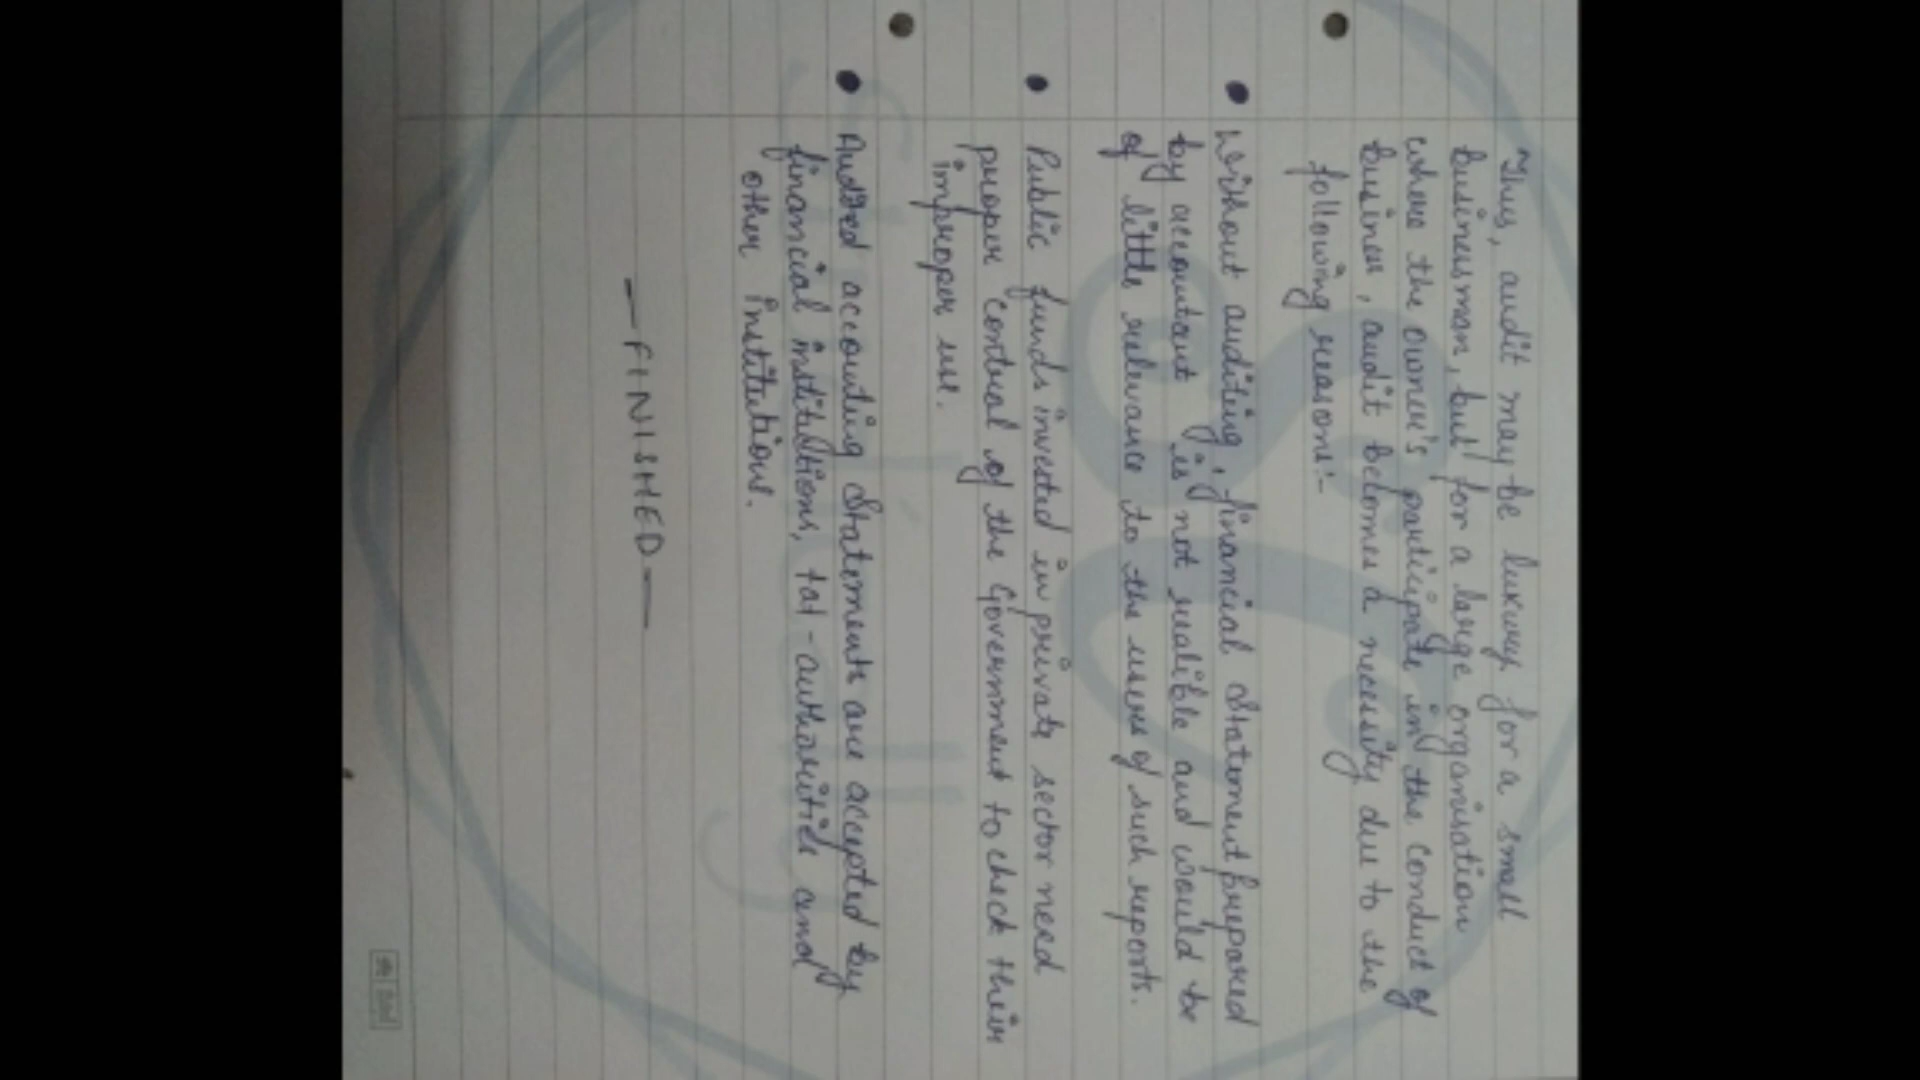 Thus, audit may be luxury for a small
businessman, but for a large organisation
where the owner's participate in the conduct of
business, audit becomes a necessity due to the
following reasons:-
• Without auditing, financial statement prepared
by accountant is not realible and would be
of little relevance to the users of such reports.
• Public funds invested in private sector need
proper control of the Government to check their
improper use.
• Audited accounting statements are accepted by
financial institutions, tat-authorities and
other institutions.
— FINISHED —